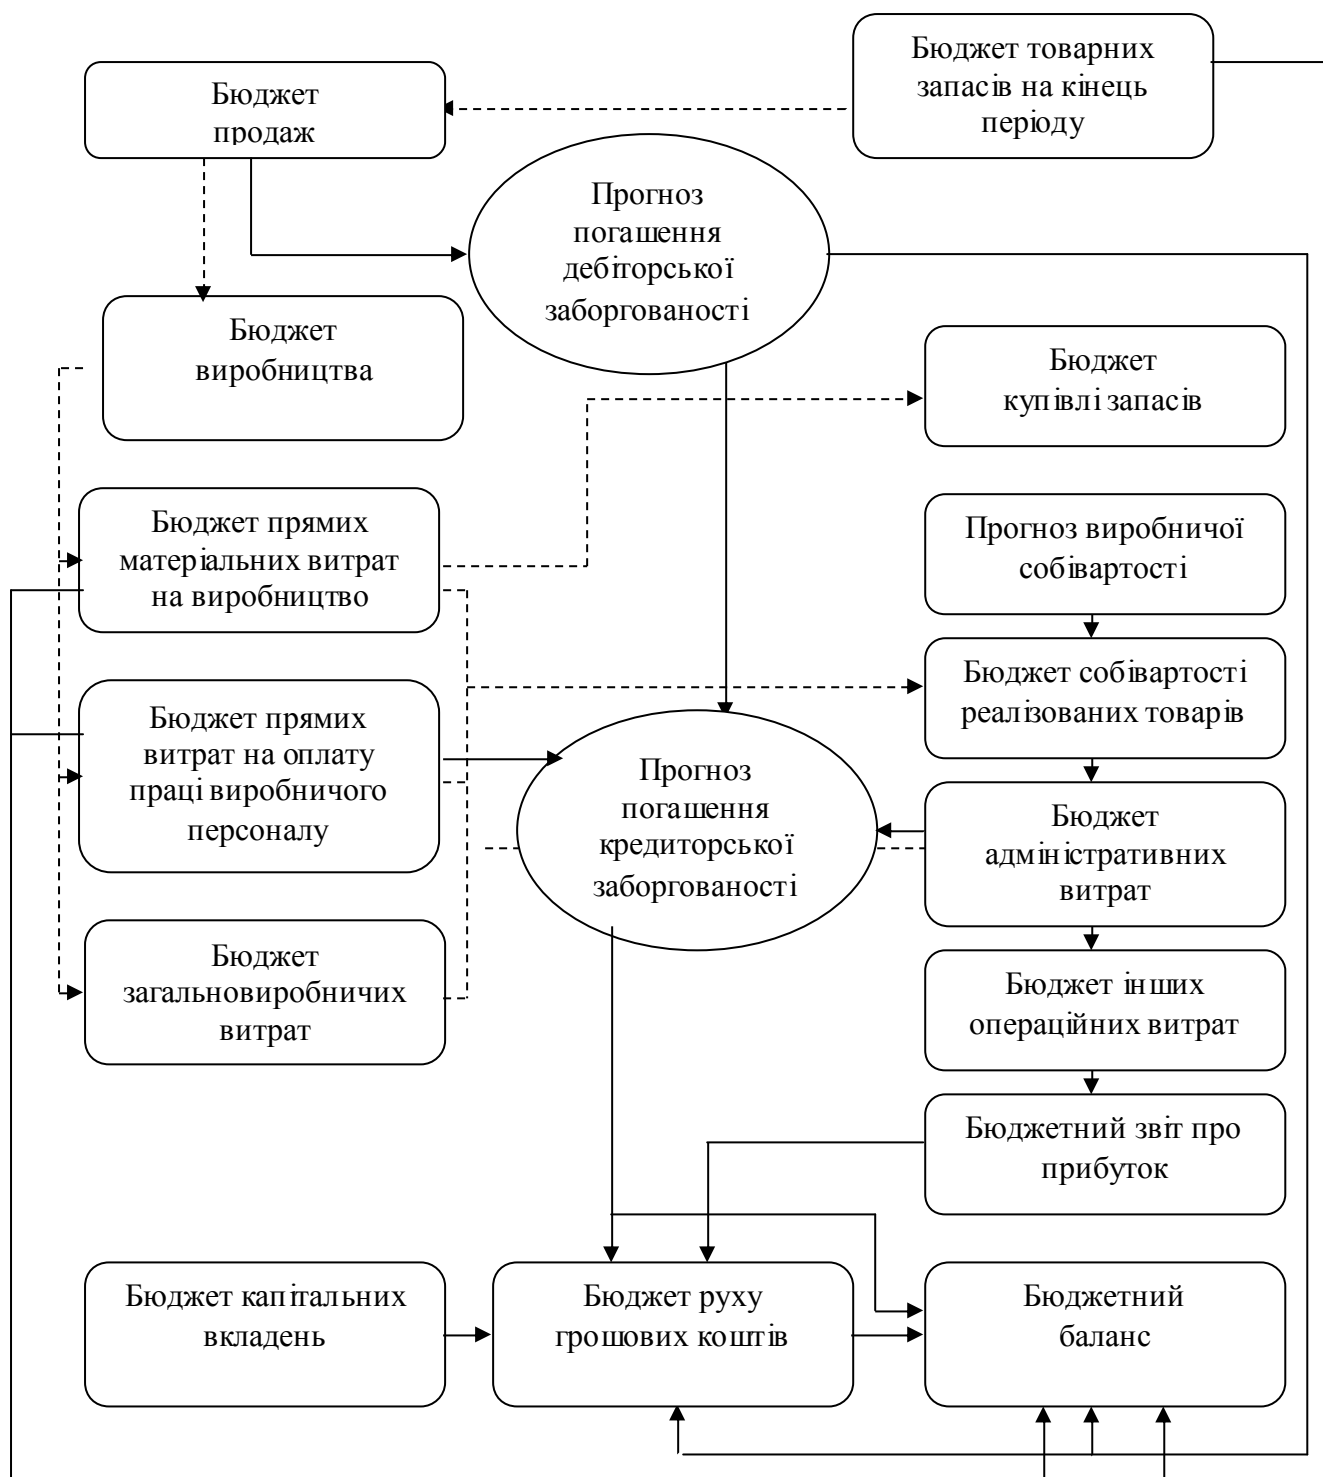 Бюджет
продаж
Бюджет товарних
запасів на кінець
періоду
Прогноз
погашення
дебіторської
заборгованості
Бюджет
виробництва
Бюджет
купівлі запасів
Бюджет прямих
матеріальних витрат
на виробництво
Прогноз виробничої
собівартості
Бюджет собівартості
реалізованих товарів
Бюджет прямих
витрат на оплату
праці виробничого
персоналу
Прогноз
погашення
кредиторської
заборгованості
Бюджет
адміністративних
витрат
Бюджет
загальновиробничих
витрат
Бюджет інших
операційних витрат
Бюджетний звіт про
прибуток
Бюджет капітальних
вкладень
Бюджет руху
грошових коштів
Бюджетний
баланс